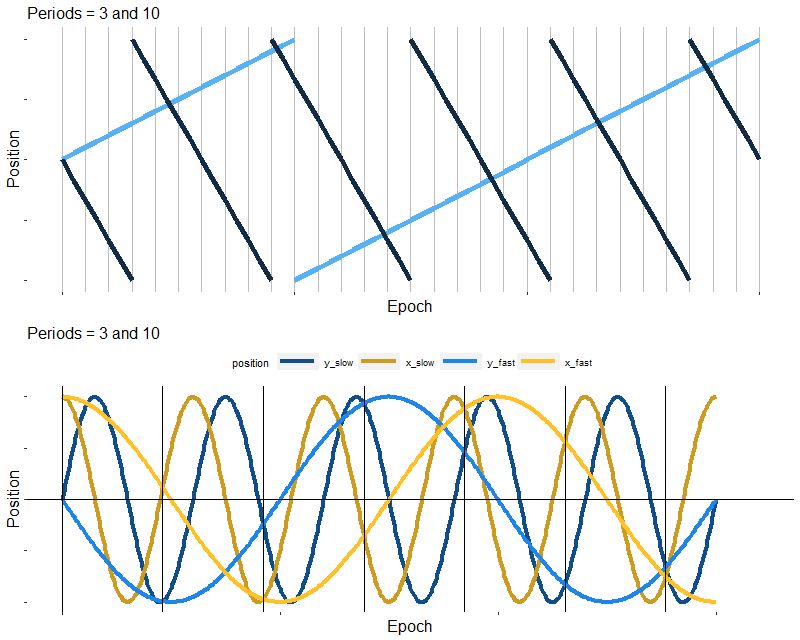 Periods = 3 and 10
Position
Epoch
Periods = 3 and 10
position y_slow x_slow y_fast x_fast
Position
Epoch